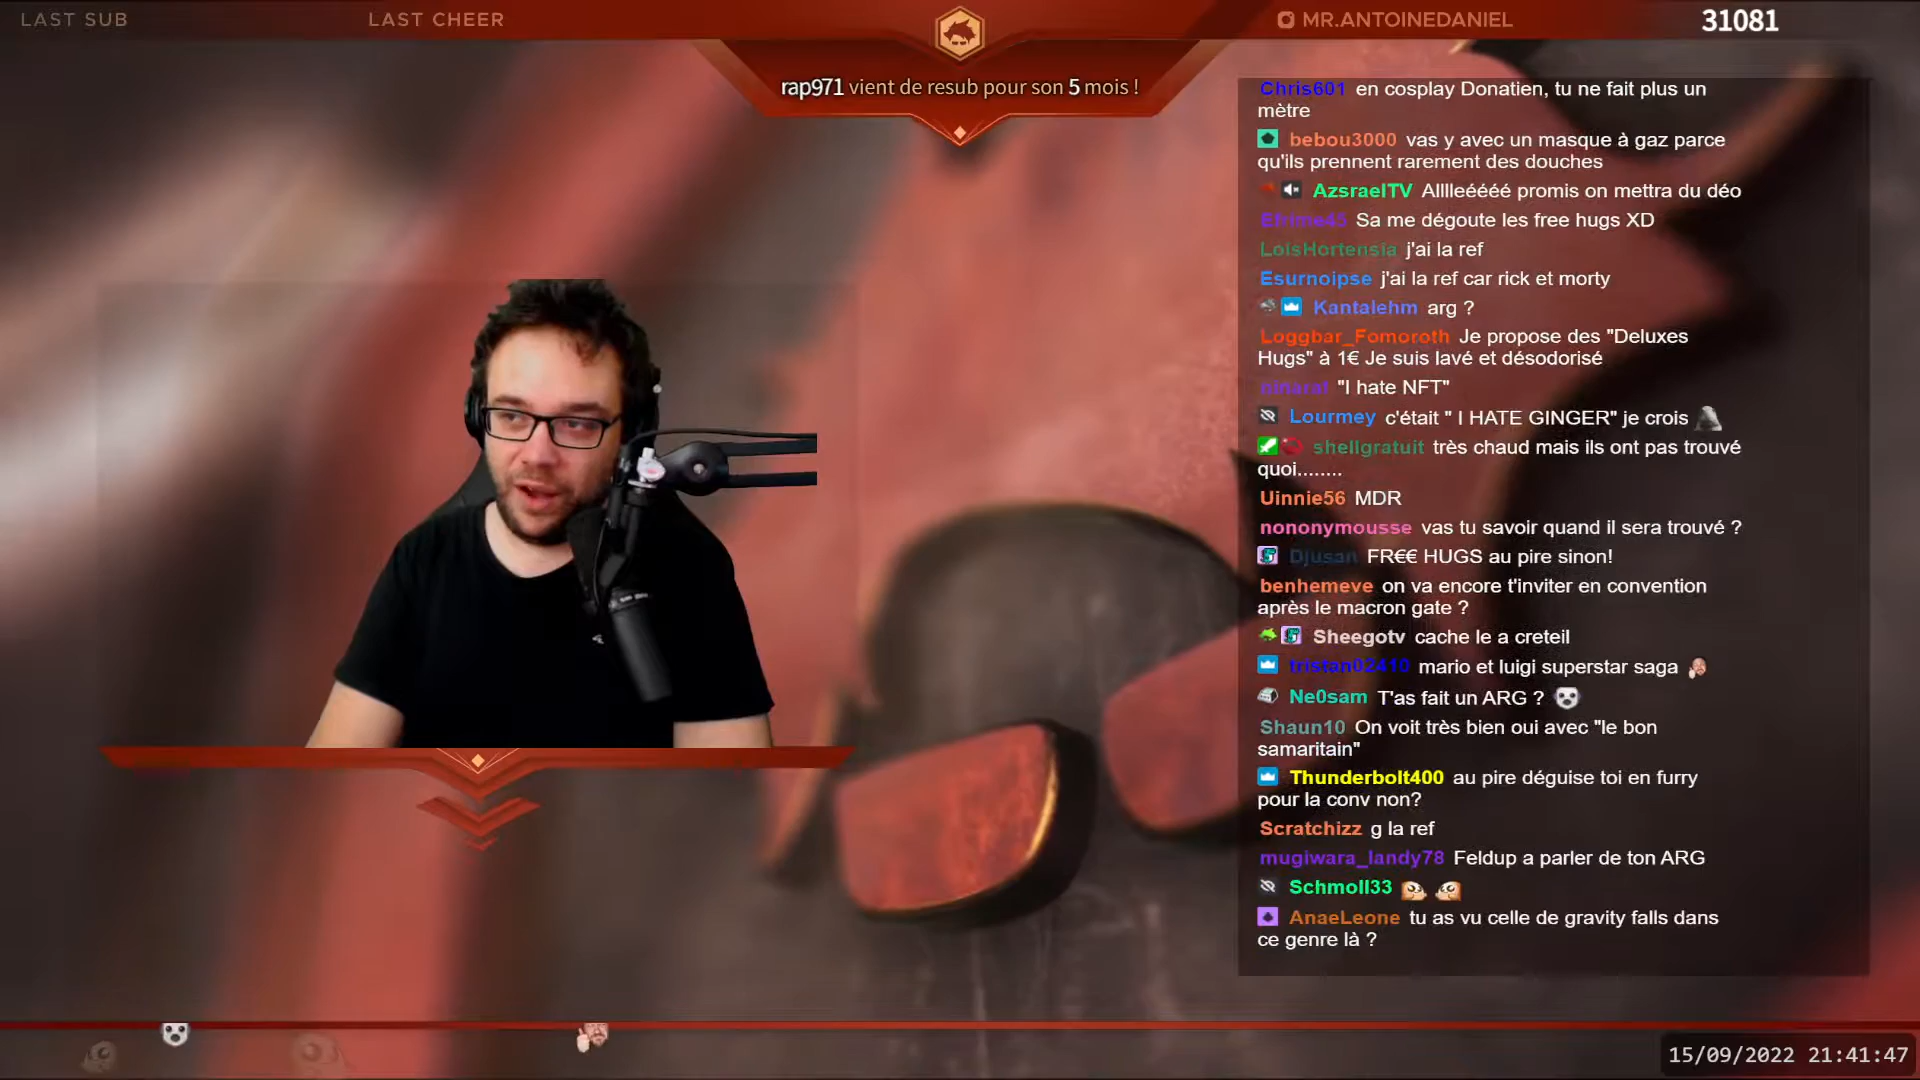 LAST SUB
LAST CHEER
MR.ANTOINEDANIEL
31081
rap971 vient de resub pour son 5 mois !
Chris601 en cosplay Donatien, tu ne fait plus un
mètre
bebou3000 vas y avec un masque à gaz parce
qu'ils prennent rarement des douches
AzsraelTV Alllleéééé promis on mettra du déo
Efrime45 Sa me dégoute les free hugs XD
LoisHortensia j'ai la ref
Esurnoipse j'ai la ref car rick et morty
Kantalehm arg ?
Loggbar_Fomoroth Je propose des "Deluxes
Hugs" à 1€ Je suis lavé et désodorisé
"I hate NFT"
Lourmey c'était " I HATE GINGER" je crois
shellgratuit très chaud mais ils ont pas trouvé
quoi........
Uinnie56 MDR
nononymousse vas tu savoir quand il sera trouvé ?
Djusan FR€€ HUGS au pire sinon!
benhemeve on va encore t'inviter en convention
après le macron gate ?
Sheegotv cache le a creteil
tristan02410 mario et luigi superstar saga
Ne0sam T'as fait un ARG ?
Shaun10 On voit très bien oui avec "le bon
samaritain"
Thunderbolt400 au pire déguise toi en furry
pour la conv non?
Scratchizz g la ref
mugiwara_landy78 Feldup a parler de ton ARG
Schmoll33
AnaeLeone tu as vu celle de gravity falls dans
ce genre là ?
15/09/2022 21:41:47